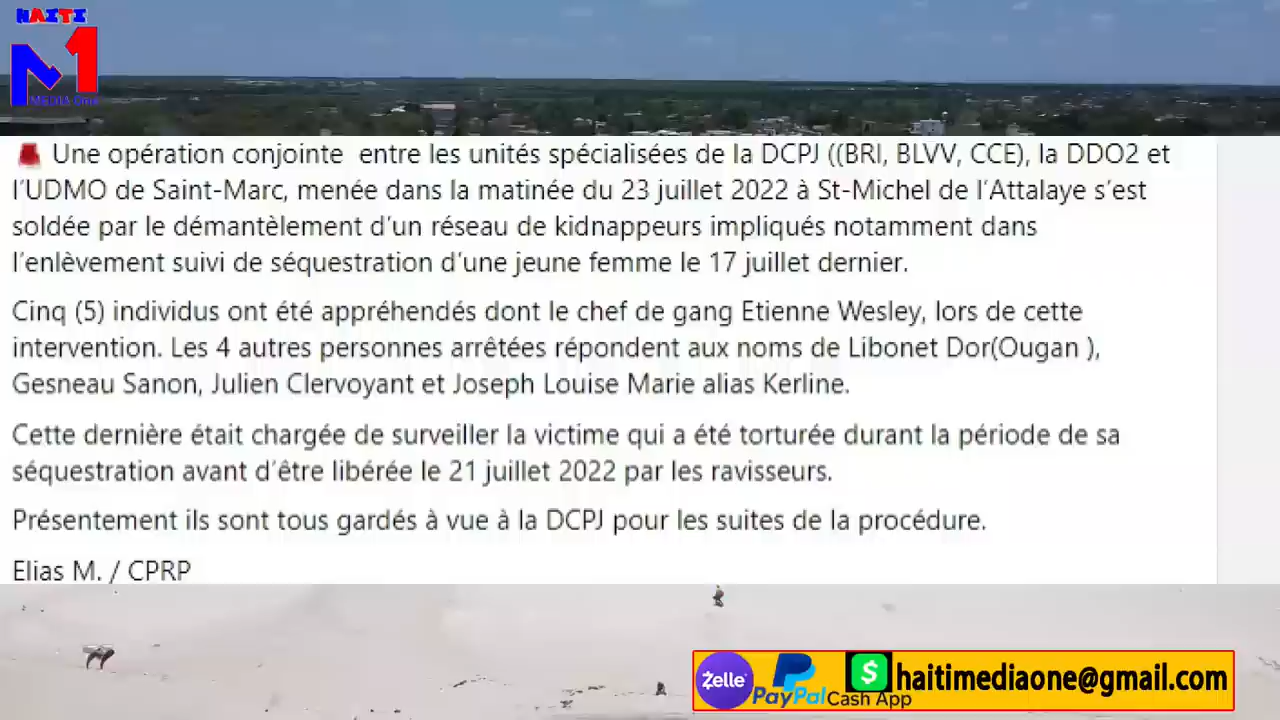 HAITI
M1
MEDIA One
Une opération conjointe entre les unités spécialisées de la DCPJ ((BRI, BLVV, CCE), la DDO2 et
l'UDMO de Saint-Marc, menée dans la matinée du 23 juillet 2022 à St-Michel de l'Attalaye s'est
soldée par le démantèlement d'un réseau de kidnappeurs impliqués notamment dans
l'enlèvement suivi de séquestration d'une jeune femme le 17 juillet dernier.
Cinq (5) individus ont été appréhendés dont le chef de gang Etienne Wesley, lors de cette
intervention. Les 4 autres personnes arrêtées répondent aux noms de Libonet Dor(Ougan ),
Gesneau Sanon, Julien Clervoyant et Joseph Louise Marie alias Kerline.
Cette dernière était chargée de surveiller la victime qui a été torturée durant la période de sa
séquestration avant d'être libérée le 21 juillet 2022 par les ravisseurs.
Présentement ils sont tous gardés à vue à la DCPJ pour les suites de la procédure.
Elias M. / CPRP
Zelle PayPal $ Cash App haitimediaone@gmail.com